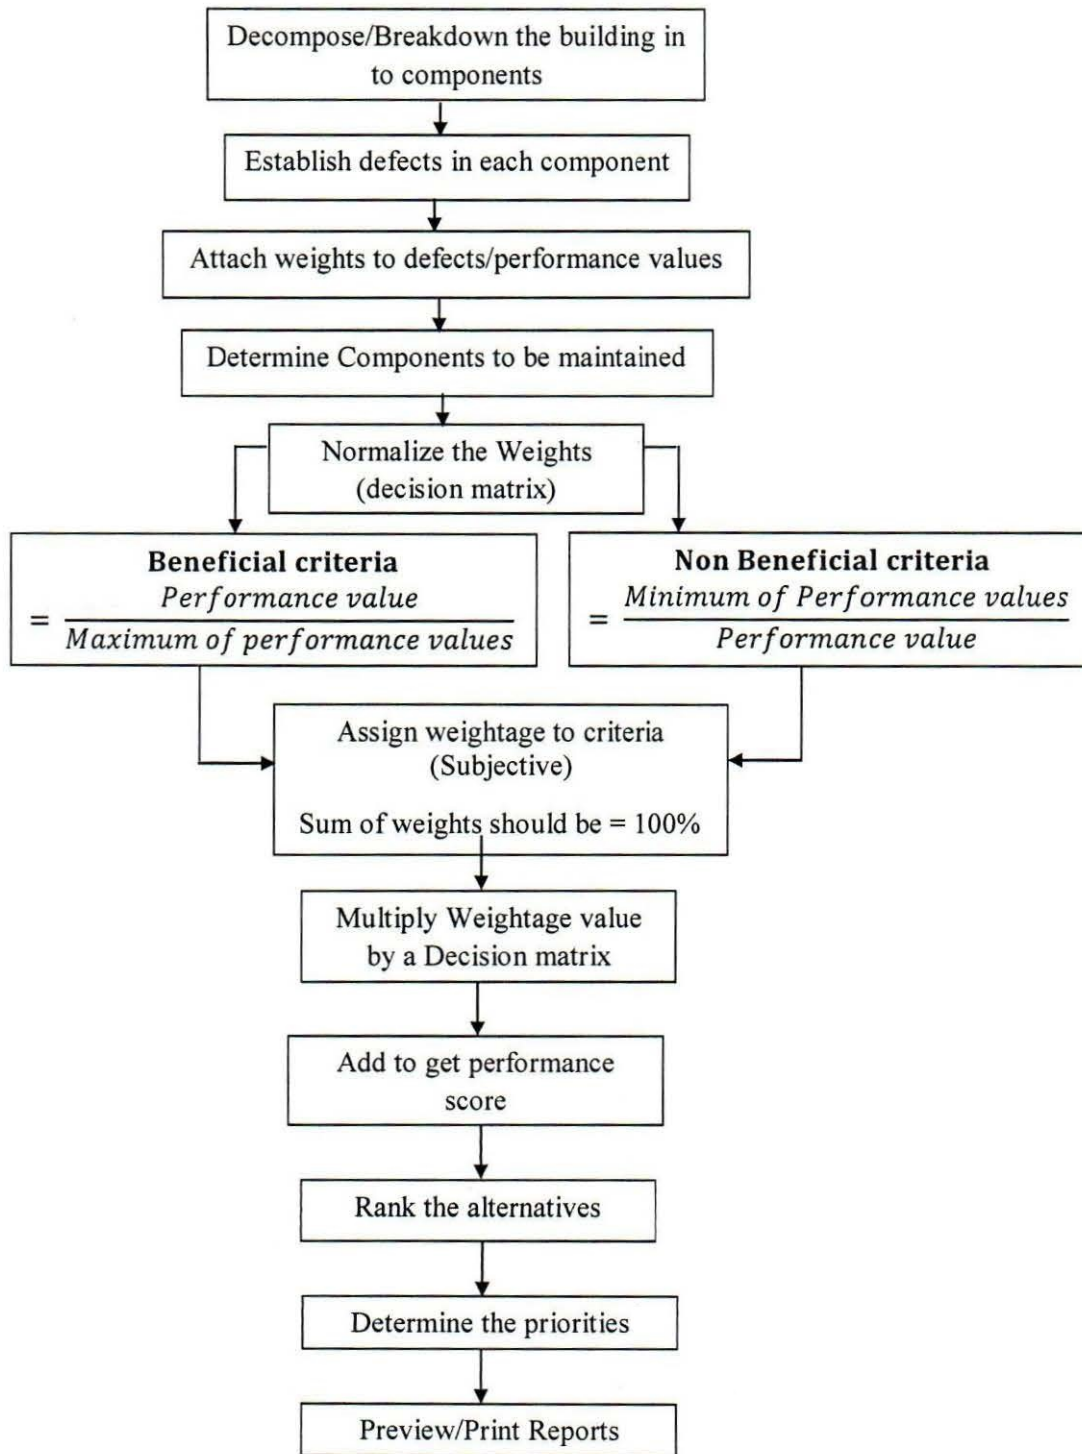 Decompose/Breakdown the building in
to components
Establish defects in each component
Attach weights to defects/performance values
Determine Components to be maintained
Normalize the Weights
(decision matrix)
Beneficial criteria
= Performance value / Maximum of performance values
Non Beneficial criteria
= Minimum of Performance values / Performance value
Assign weightage to criteria
(Subjective)
Sum of weights should be = 100%
Multiply Weightage value
by a Decision matrix
Add to get performance
score
Rank the alternatives
Determine the priorities
Preview/Print Reports